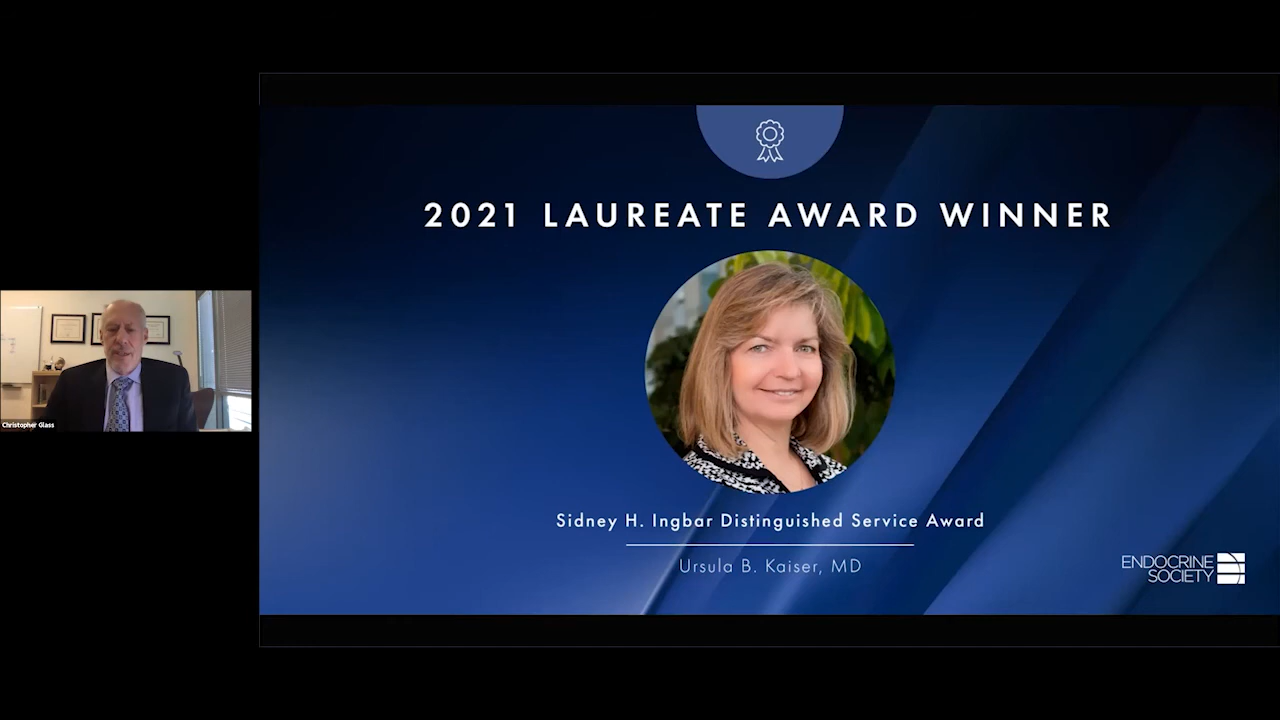 2021 LAUREATE AWARD WINNER
Christopher Glass
Sidney H. Ingbar Distinguished Service Award
Ursula B. Kaiser, MD
ENDOCRINE
SOCIETY